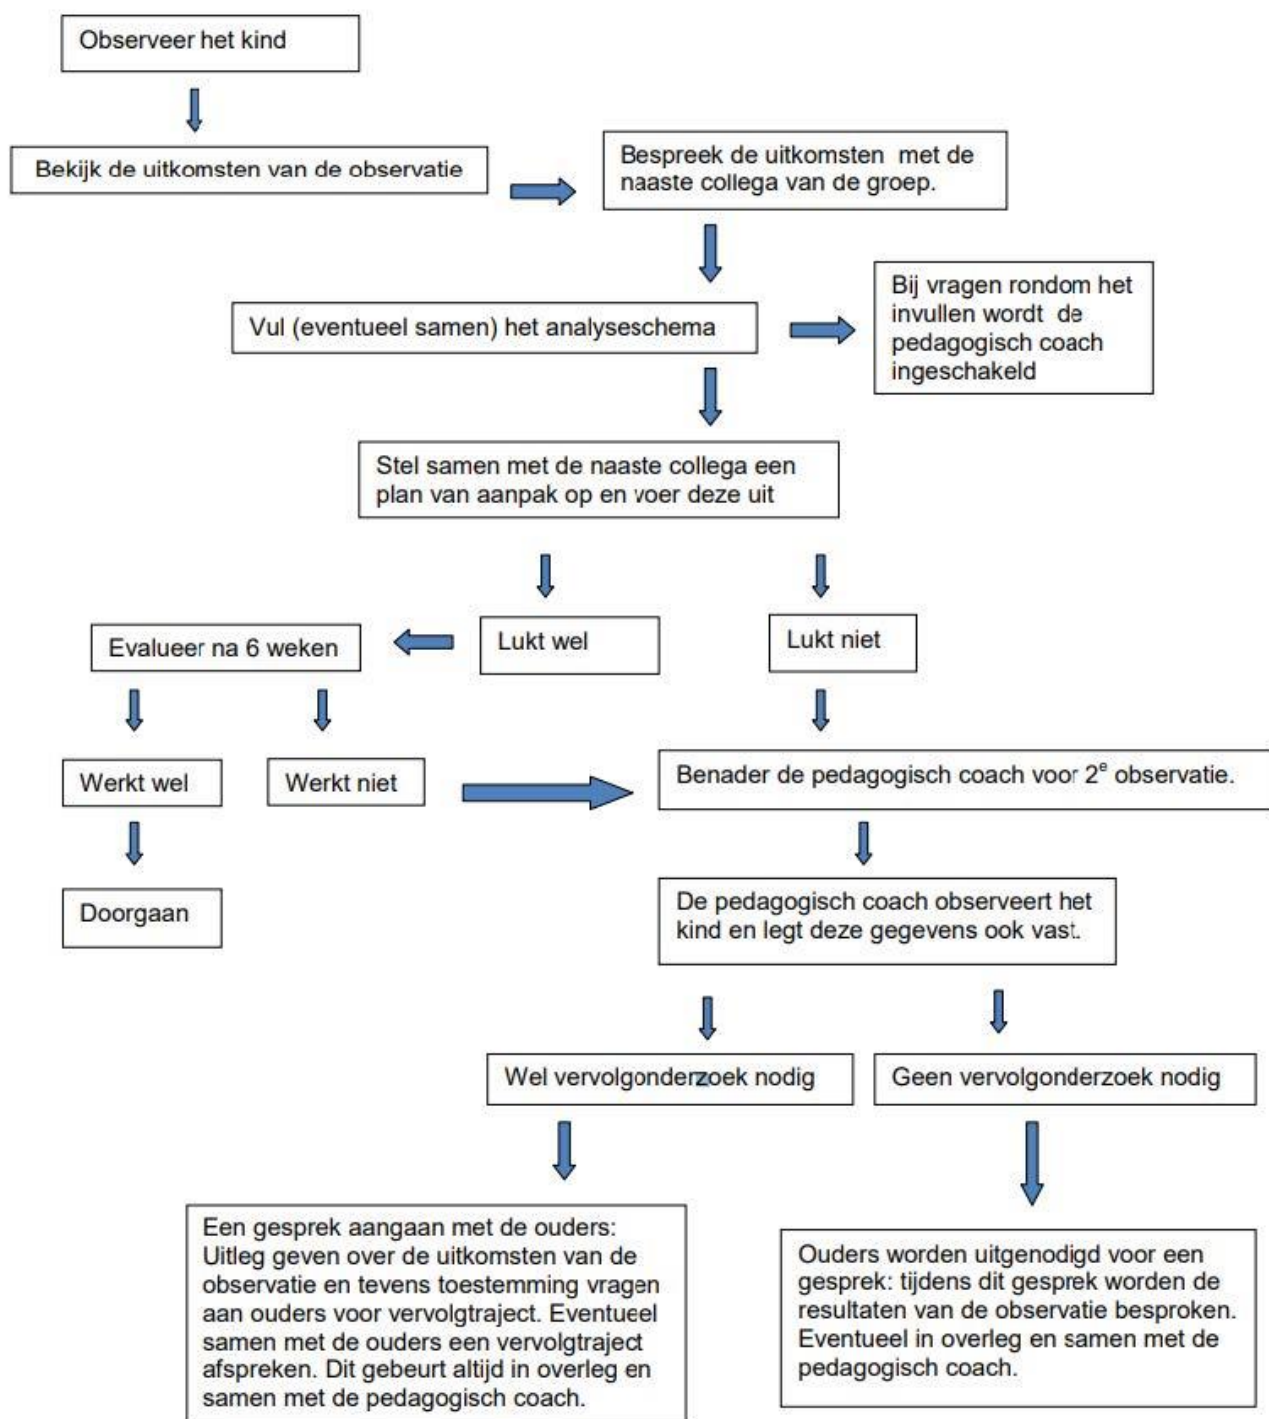 Observeer het kind
Bekijk de uitkomsten van de observatie
Bespreek de uitkomsten met de
naaste collega van de groep.
Vul (eventueel samen) het analyseschema
Bij vragen rondom het
invullen wordt de
pedagogisch coach
ingeschakeld
Stel samen met de naaste collega een
plan van aanpak op en voer deze uit
Lukt wel
Lukt niet
Evalueer na 6 weken
Werkt wel
Werkt niet
Benader de pedagogisch coach voor 2e observatie.
Doorgaan
De pedagogisch coach observeert het
kind en legt deze gegevens ook vast.
Wel vervolgonderzoek nodig
Geen vervolgonderzoek nodig
Een gesprek aangaan met de ouders:
Uitleg geven over de uitkomsten van de
observatie en tevens toestemming vragen
aan ouders voor vervolgtraject. Eventueel
samen met de ouders een vervolgtraject
afspreken. Dit gebeurt altijd in overleg en
samen met de pedagogisch coach.
Ouders worden uitgenodigd voor een
gesprek: tijdens dit gesprek worden de
resultaten van de observatie besproken.
Eventueel in overleg en samen met de
pedagogisch coach.